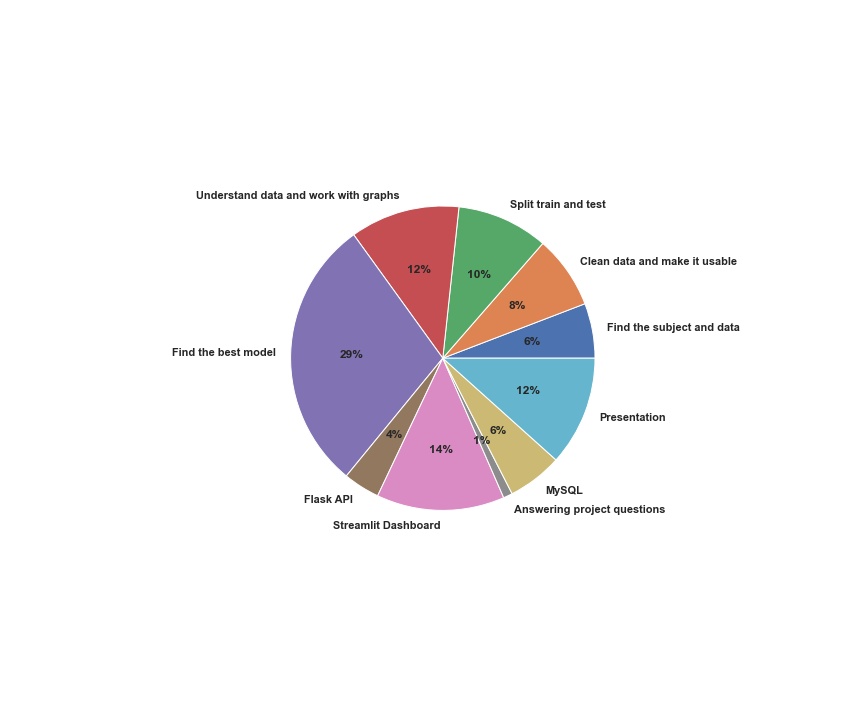 Understand data and work with graphs
Split train and test
Clean data and make it usable
12%
10%
8%
Find the subject and data
6%
Find the best model
29%
12%
Presentation
4%
14%
1%
6%
Flask API
Streamlit Dashboard
MySQL
Answering project questions